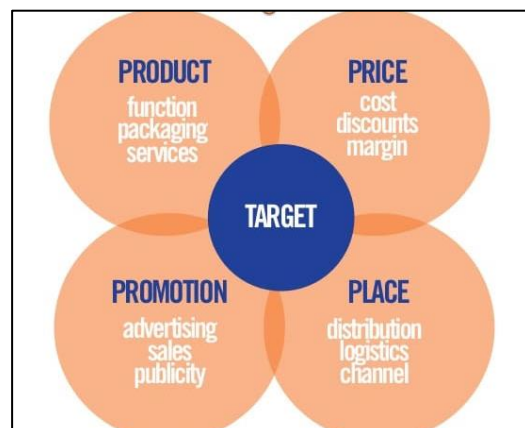 PRODUCT
function
packaging
services
PRICE
cost
discounts
margin
TARGET
PROMOTION
advertising
sales
publicity
PLACE
distribution
logistics
channel